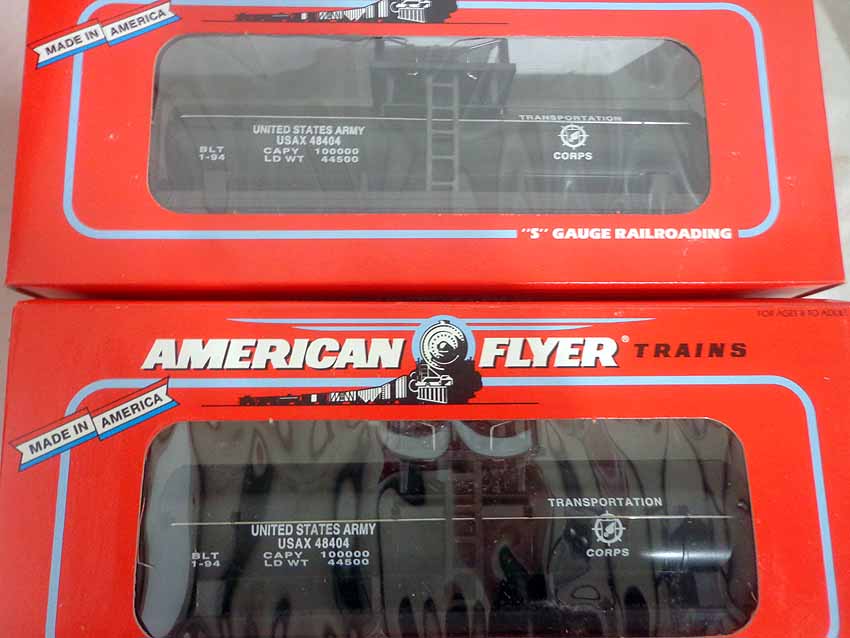 MADE IN AMERICA
TRANSPORTATION
UNITED STATES ARMY
USAX 48404
BLT CAPY 100000
1-94 LD WT 44500
CORPS
"S" GAUGE RAILROADING
FOR AGES 8 TO ADULT
AMERICAN FLYER® TRAINS
MADE IN AMERICA
TRANSPORTATION
UNITED STATES ARMY
USAX 48404
BLT CAPY 100000
1-94 LD WT 44500
CORPS